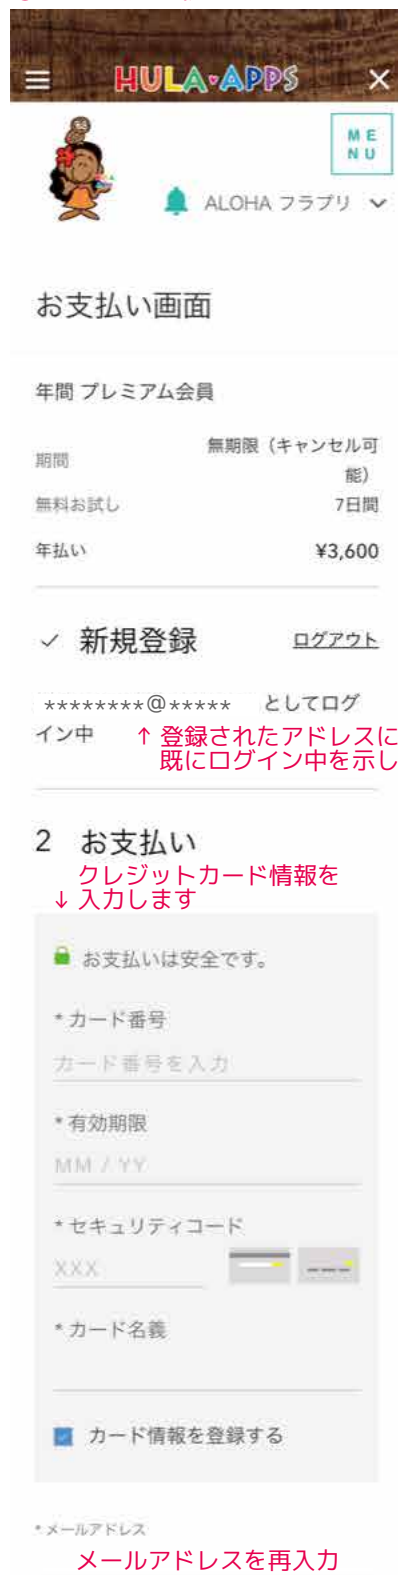 HULA・APPS
ME
NU
ALOHA フラプリ
お支払い画面
年間 プレミアム会員
期間 無期限（キャンセル可
能）
無料お試し 7日間
年払い ¥3,600
新規登録 ログアウト
********@***** としてログ
イン中 ↑ 登録されたアドレスに
既にログイン中を示し
2 お支払い
クレジットカード情報を
↓ 入力します
お支払いは安全です。
* カード番号
カード番号を入力
* 有効期限
MM / YY
* セキュリティコード
XXX
* カード名義
カード情報を登録する
* メールアドレス
メールアドレスを再入力